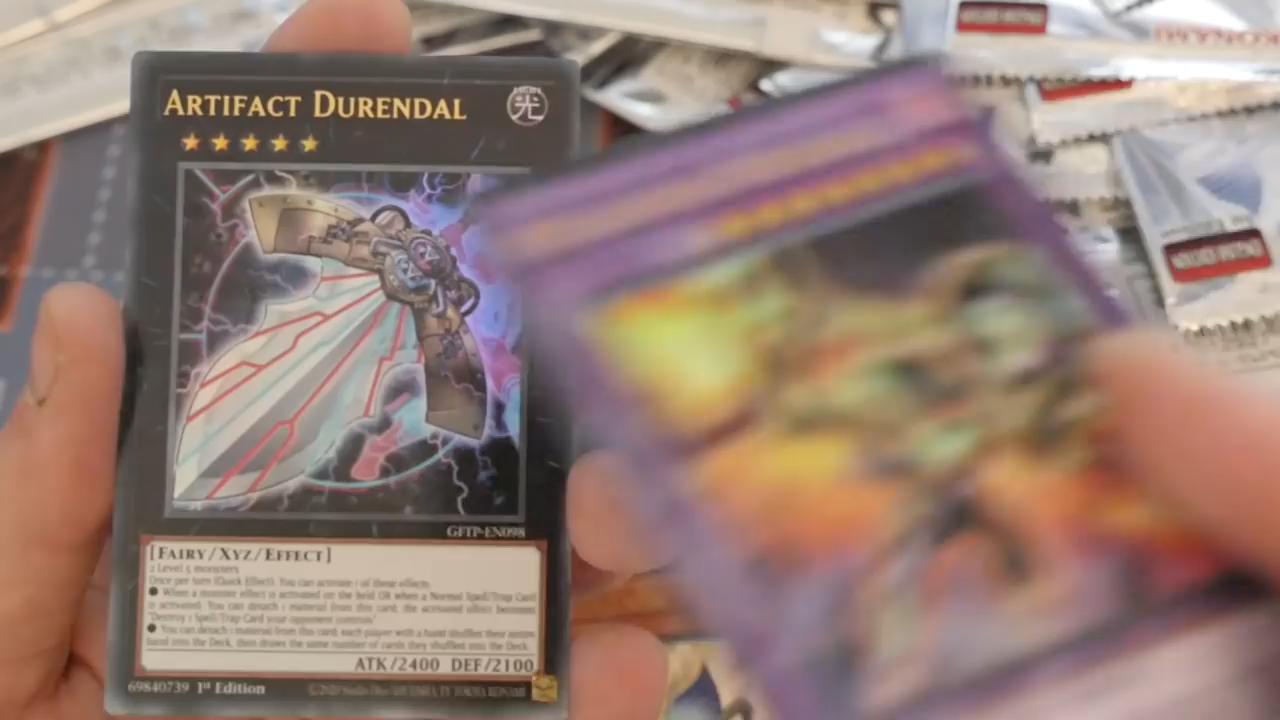 KONAMI
ARTIFACT DURENDAL
光
GFTP-EN098
[FAIRY/XYZ/EFFECT]
2 Level 5 monsters
Once per turn (Quick Effect): You can activate 1 of these effects.
● When a monster effect is activated on the field OR when a Normal Spell/Trap Card
is activated: You can detach 1 material from this card; the activated effect becomes
"Destroy 1 Spell/Trap Card your opponent controls".
● You can detach 1 material from this card; each player with a hand shuffles their entire
hand into the Deck, then draws the same number of cards they shuffled into the Deck.
ATK/2400 DEF/2100
69840739 1st Edition